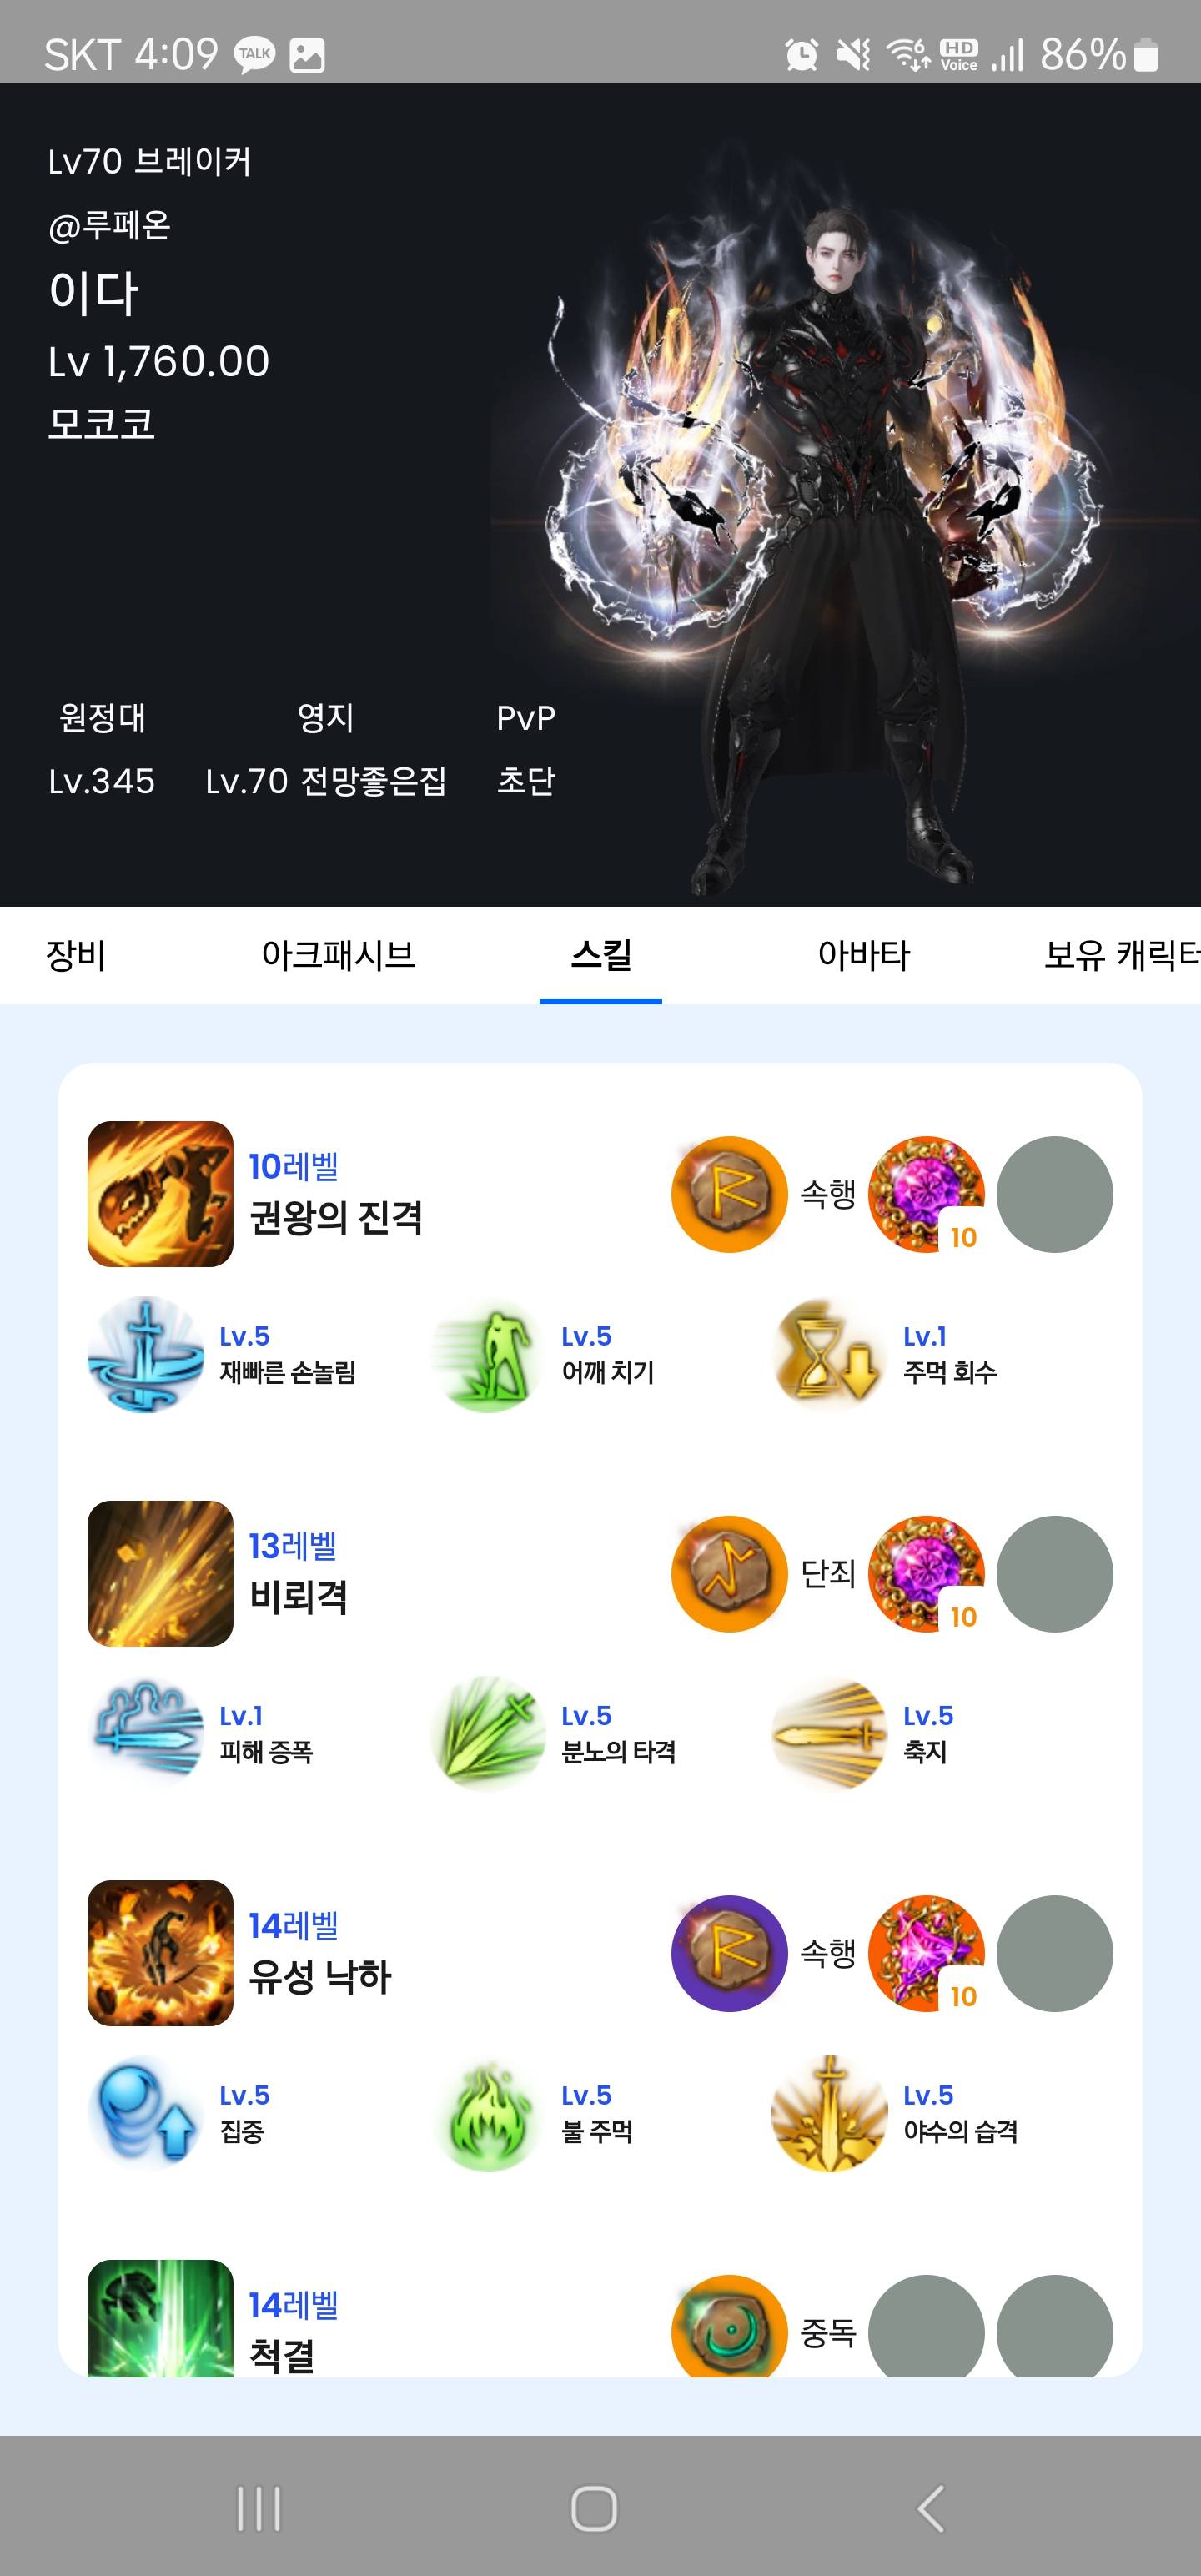 SKT 4:09 TALK
6 HD Voice 86%
Lv70 브레이커
@루페온
이다
Lv 1,760.00
모코코
원정대 영지 PvP
Lv.345 Lv.70 전망좋은집 초단
장비 아크패시브 스킬 아바타 보유 캐릭터
10레벨
권왕의 진격
속행
10
Lv.5 Lv.5 Lv.1
재빠른 손놀림 어깨 치기 주먹 회수
13레벨
비뢰격
단죄
10
Lv.1 Lv.5 Lv.5
피해 증폭 분노의 타격 축지
14레벨
유성 낙하
속행
10
Lv.5 Lv.5 Lv.5
집중 불 주먹 야수의 습격
14레벨
척결
중독